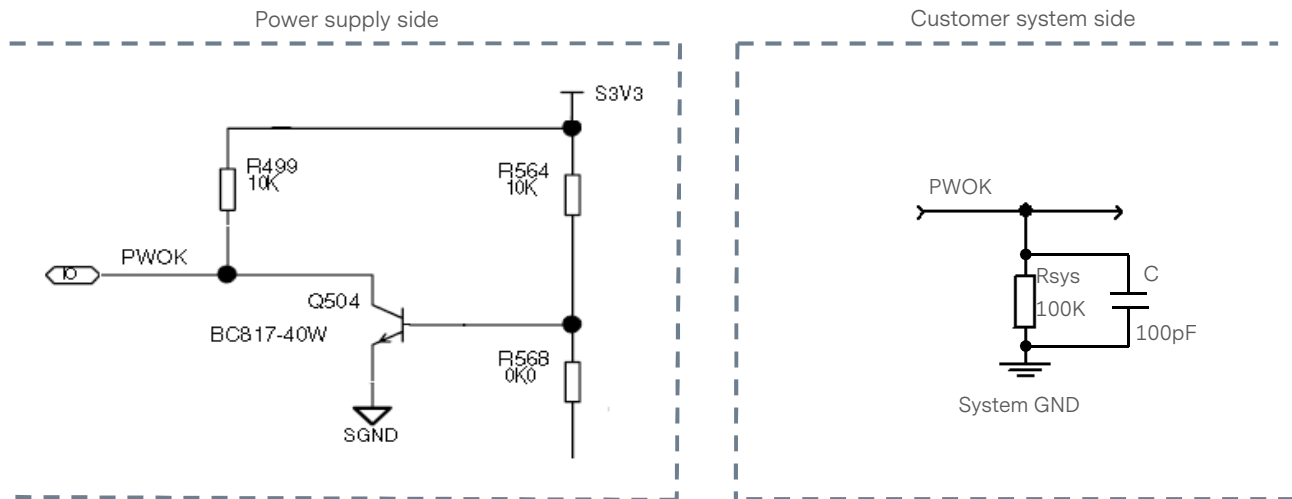 Power supply side
Customer system side
S3V3
R499
10K
R564
10K
PWOK
IO
Q504
BC817-40W
R568
0K0
SGND
PWOK
Rsys
100K
C
100pF
System GND